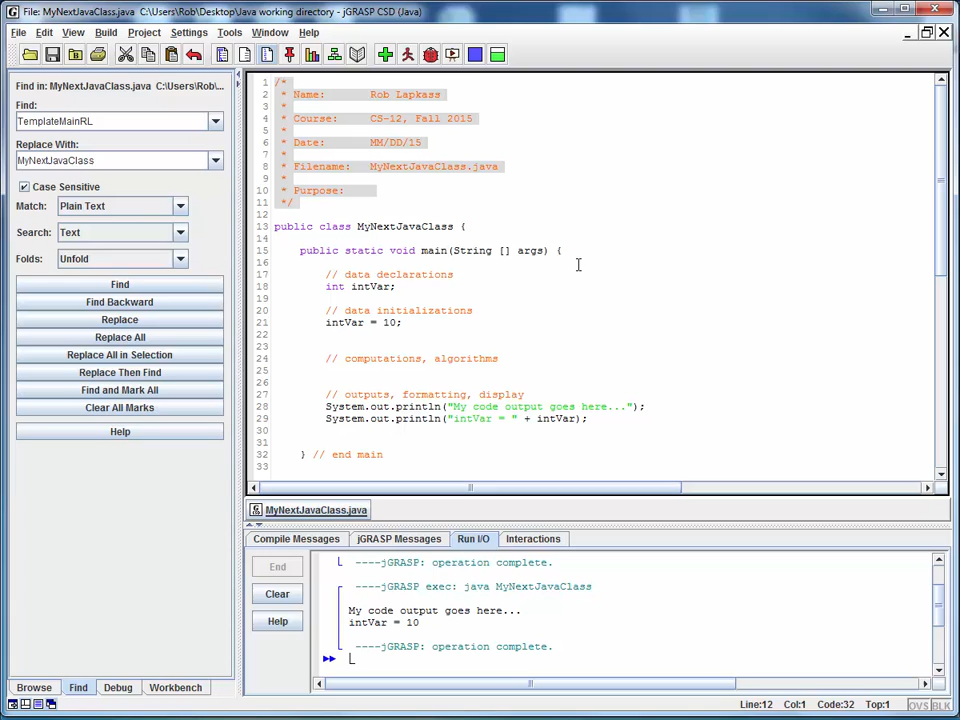 File: MyNextJavaClass.java  C:\Users\Rob\Desktop\Java working directory - jGRASP CSD (Java)
File Edit View Build Project Settings Tools Window Help
Find in: MyNextJavaClass.java  C:\Users\Rob\...
Find:
TemplateMainRL
Replace With:
MyNextJavaClass
Case Sensitive
Match: Plain Text
Search: Text
Folds: Unfold
Find
Find Backward
Replace
Replace All
Replace All in Selection
Replace Then Find
Find and Mark All
Clear All Marks
Help
Browse Find Debug Workbench
1 /*
2  * Name:       Rob Lapkass
3  *
4  * Course:     CS-12, Fall 2015
5  *
6  * Date:       MM/DD/15
7  *
8  * Filename:   MyNextJavaClass.java
9  *
10  * Purpose:
11  */
12
13 public class MyNextJavaClass {
14
15     public static void main(String [] args) {
16
17         // data declarations
18         int intVar;
19
20         // data initializations
21         intVar = 10;
22
23
24         // computations, algorithms
25
26
27         // outputs, formatting, display
28         System.out.println("My code output goes here...");
29         System.out.println("intVar = " + intVar);
30
31
32     } // end main
33
MyNextJavaClass.java
Compile Messages jGRASP Messages Run I/O Interactions
End
Clear
Help
----jGRASP: operation complete.
----jGRASP exec: java MyNextJavaClass
My code output goes here...
intVar = 10
----jGRASP: operation complete.
Line:12 Col:1 Code:32 Top:1 OVS BLK